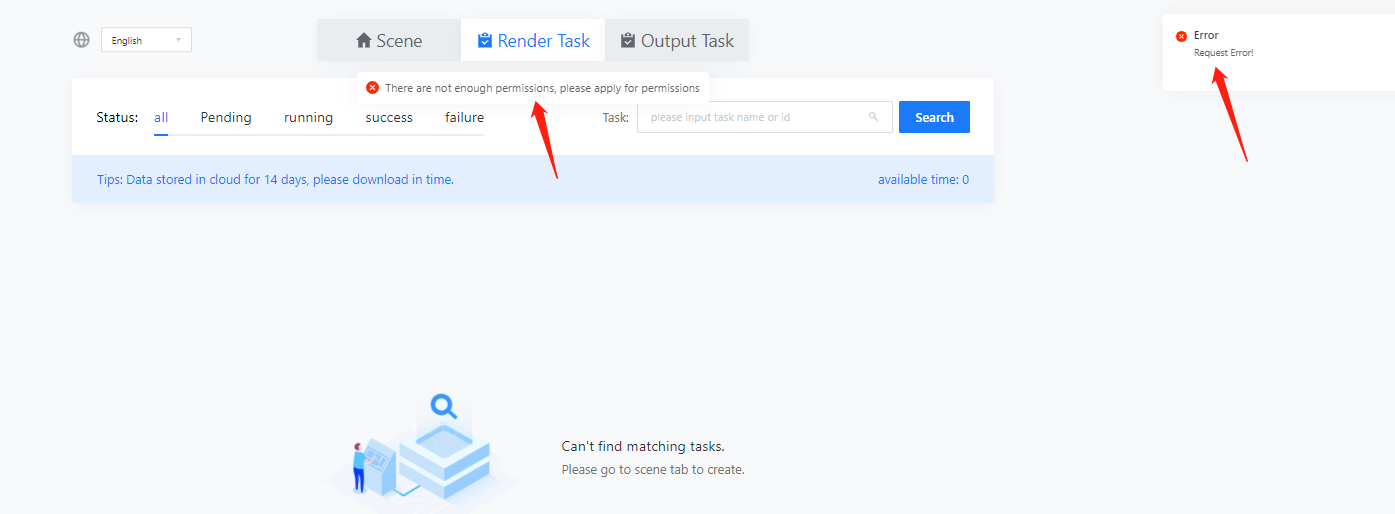 English
Scene
Render Task
Output Task
Error
Request Error!
There are not enough permissions, please apply for permissions
Status:
all
Pending
running
success
failure
Task:
please input task name or id
Search
Tips: Data stored in cloud for 14 days, please download in time.
available time: 0
Can't find matching tasks.
Please go to scene tab to create.